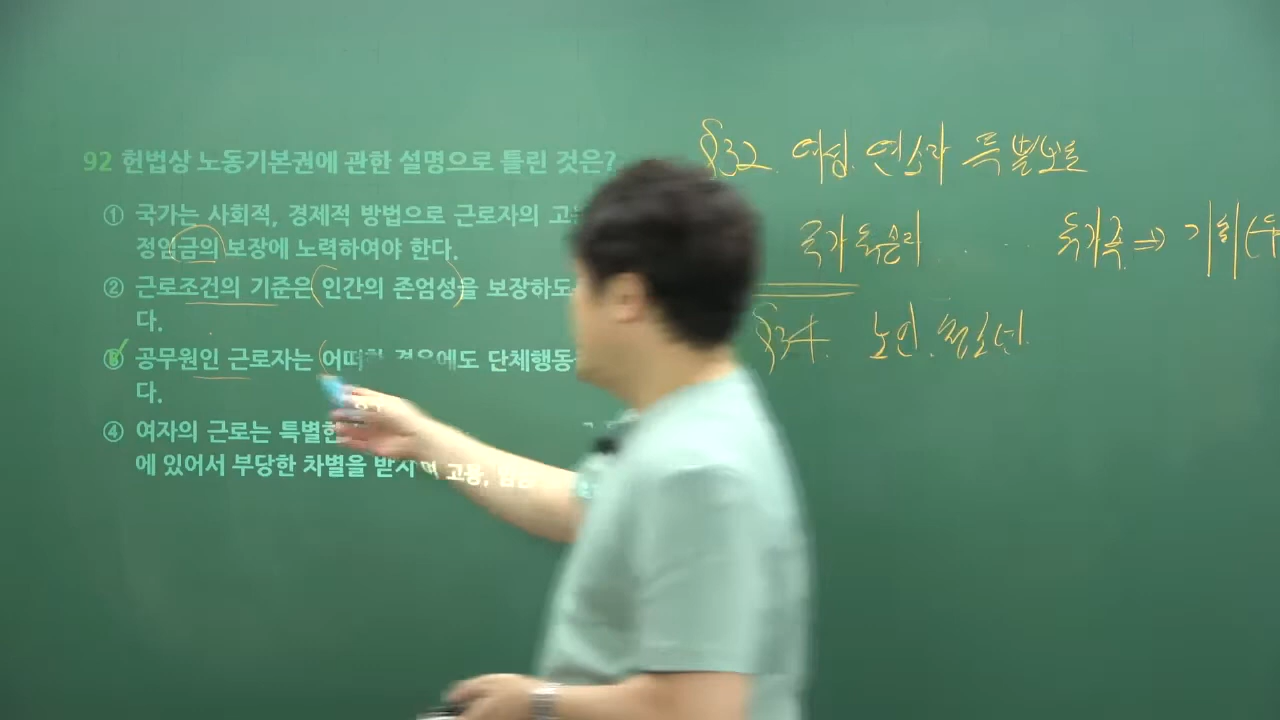 92 헌법상 노동기본권에 관한 설명으로 틀린 것은?
① 국가는 사회적, 경제적 방법으로 근로자의
정임금의 보장에 노력하여야 한다.
② 근로조건의 기준은 인간의 존엄성을 보장하도
다.
③ 공무원인 근로자는 어떠한 경우에도 단체행동
다.
④ 여자의 근로는 특별한
에 있어서 부당한 차별을 받지 고용,
§32. 여성. 연소자 특별보호
국가유공자 ... 유가족 ⇒ 기회
§34. 노인. 청소년.